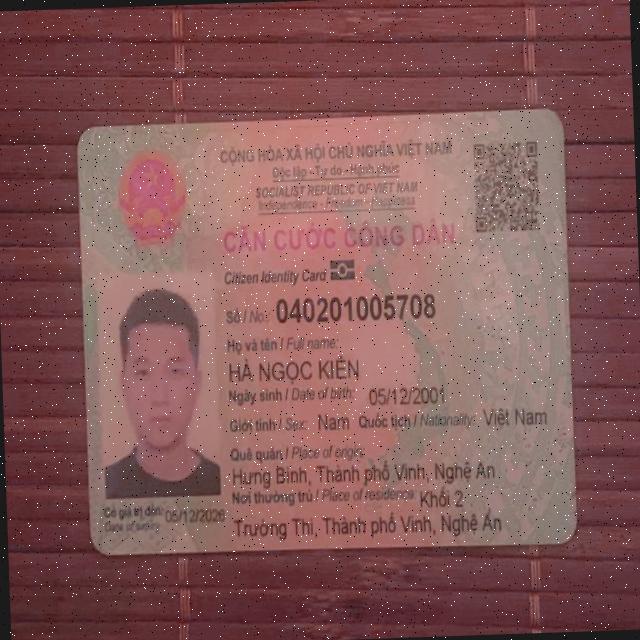 CỘNG HÒA XÃ HỘI CHỦ NGHĨA VIỆT NAM
Độc lập - Tự do - Hạnh phúc
SOCIALIST REPUBLIC OF VIET NAM
Independence - Freedom - Happiness
CĂN CƯỚC CÔNG DÂN
Citizen Identity Card
Số / No: 040201005708
Họ và tên / Full name:
HÀ NGỌC KIÊN
Ngày sinh / Date of birth: 05/12/2001
Giới tính / Sex: Nam Quốc tịch / Nationality: Việt Nam
Quê quán / Place of origin:
Hưng Bình, Thành phố Vinh, Nghệ An
Nơi thường trú / Place of residence: Khối 2
Trường Thi, Thành phố Vinh, Nghệ An
Có giá trị đến: 05/12/2026
Date of expiry